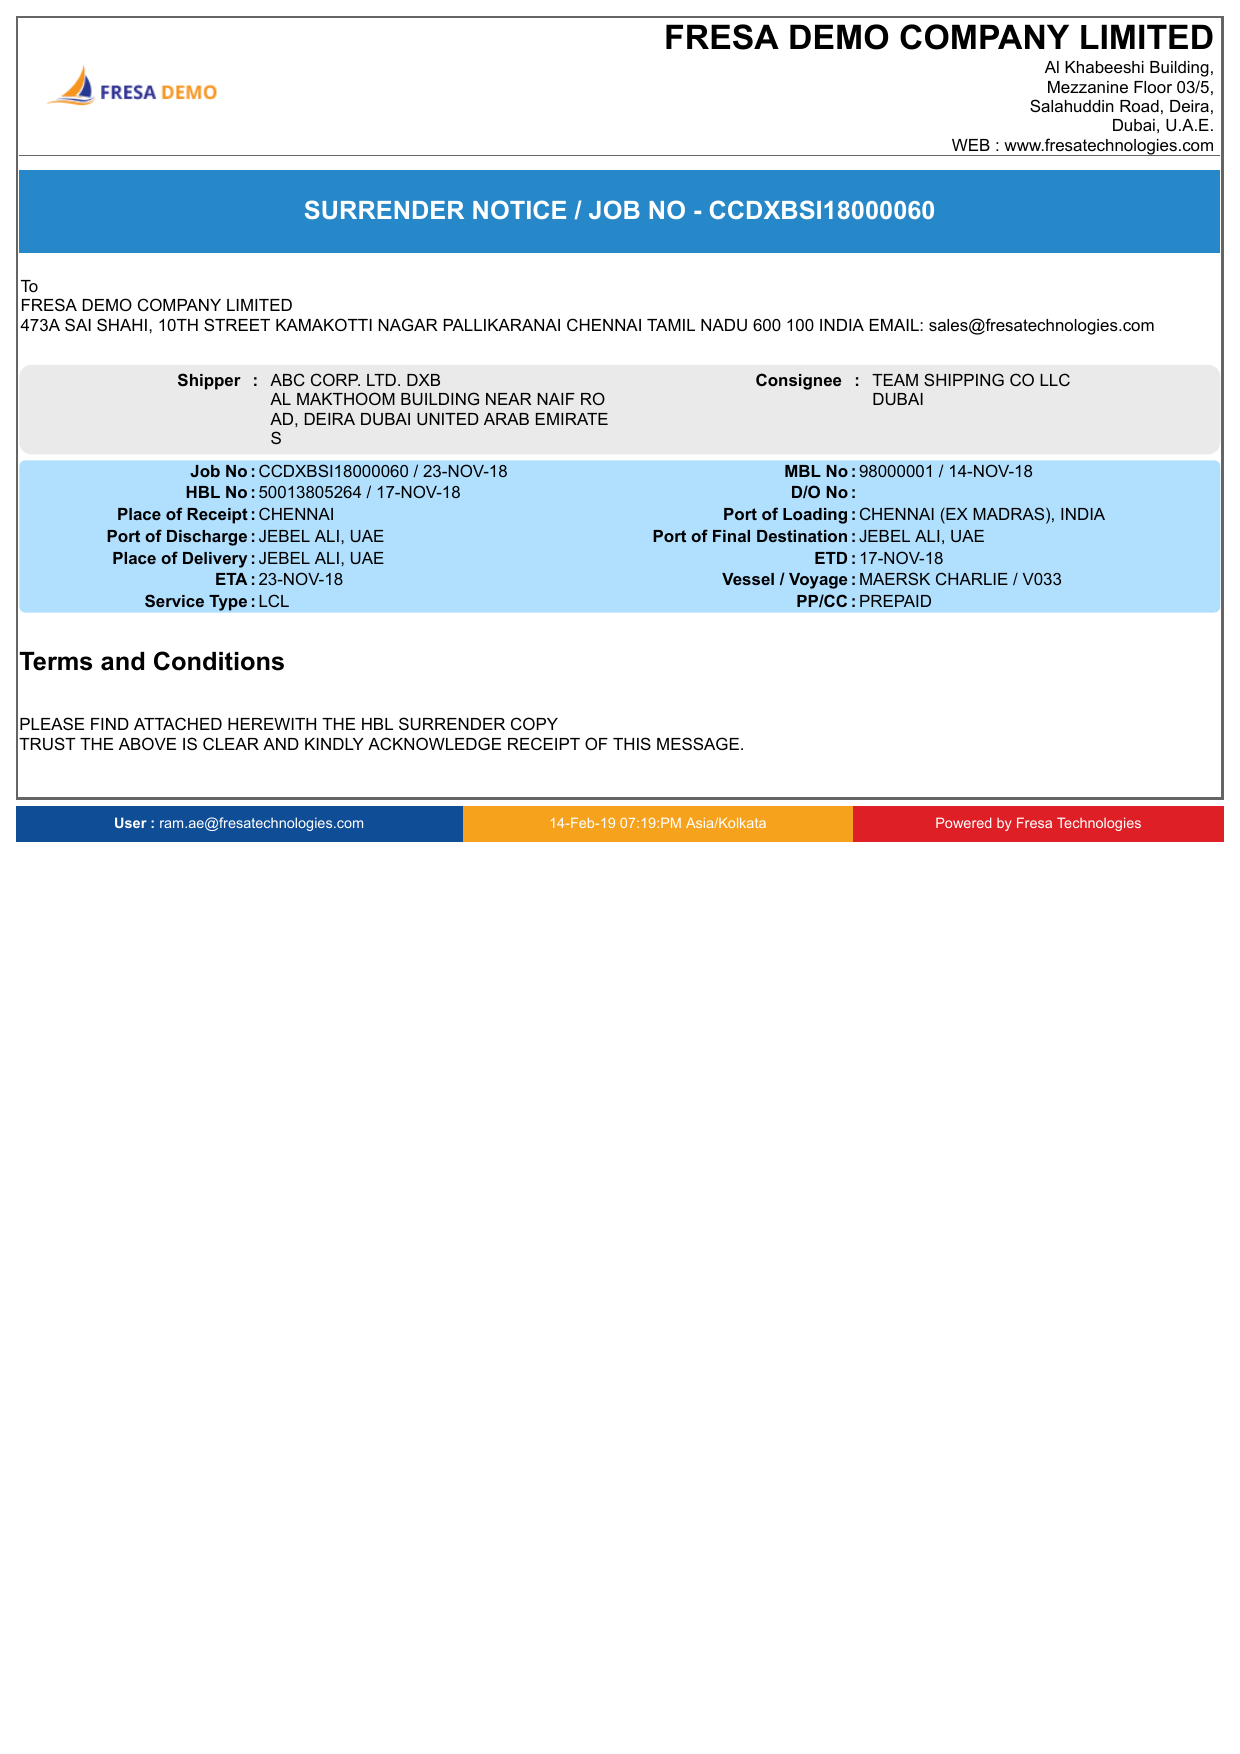 FRESA DEMO COMPANY LIMITED
FRESA DEMO
Al Khabeeshi Building,
Mezzanine Floor 03/5,
Salahuddin Road, Deira,
Dubai, U.A.E.
WEB : www.fresatechnologies.com
SURRENDER NOTICE / JOB NO - CCDXBSI18000060
To
FRESA DEMO COMPANY LIMITED
473A SAI SHAHI, 10TH STREET KAMAKOTTI NAGAR PALLIKARANAI CHENNAI TAMIL NADU 600 100 INDIA EMAIL: sales@fresatechnologies.com
Shipper : ABC CORP. LTD. DXB
AL MAKTHOOM BUILDING NEAR NAIF RO
AD, DEIRA DUBAI UNITED ARAB EMIRATE
S
Consignee : TEAM SHIPPING CO LLC
DUBAI
Job No : CCDXBSI18000060 / 23-NOV-18 MBL No : 98000001 / 14-NOV-18
HBL No : 50013805264 / 17-NOV-18 D/O No :
Place of Receipt : CHENNAI Port of Loading : CHENNAI (EX MADRAS), INDIA
Port of Discharge : JEBEL ALI, UAE Port of Final Destination : JEBEL ALI, UAE
Place of Delivery : JEBEL ALI, UAE ETD : 17-NOV-18
ETA : 23-NOV-18 Vessel / Voyage : MAERSK CHARLIE / V033
Service Type : LCL PP/CC : PREPAID
Terms and Conditions
PLEASE FIND ATTACHED HEREWITH THE HBL SURRENDER COPY
TRUST THE ABOVE IS CLEAR AND KINDLY ACKNOWLEDGE RECEIPT OF THIS MESSAGE.
User : ram.ae@fresatechnologies.com 14-Feb-19 07:19:PM Asia/Kolkata Powered by Fresa Technologies